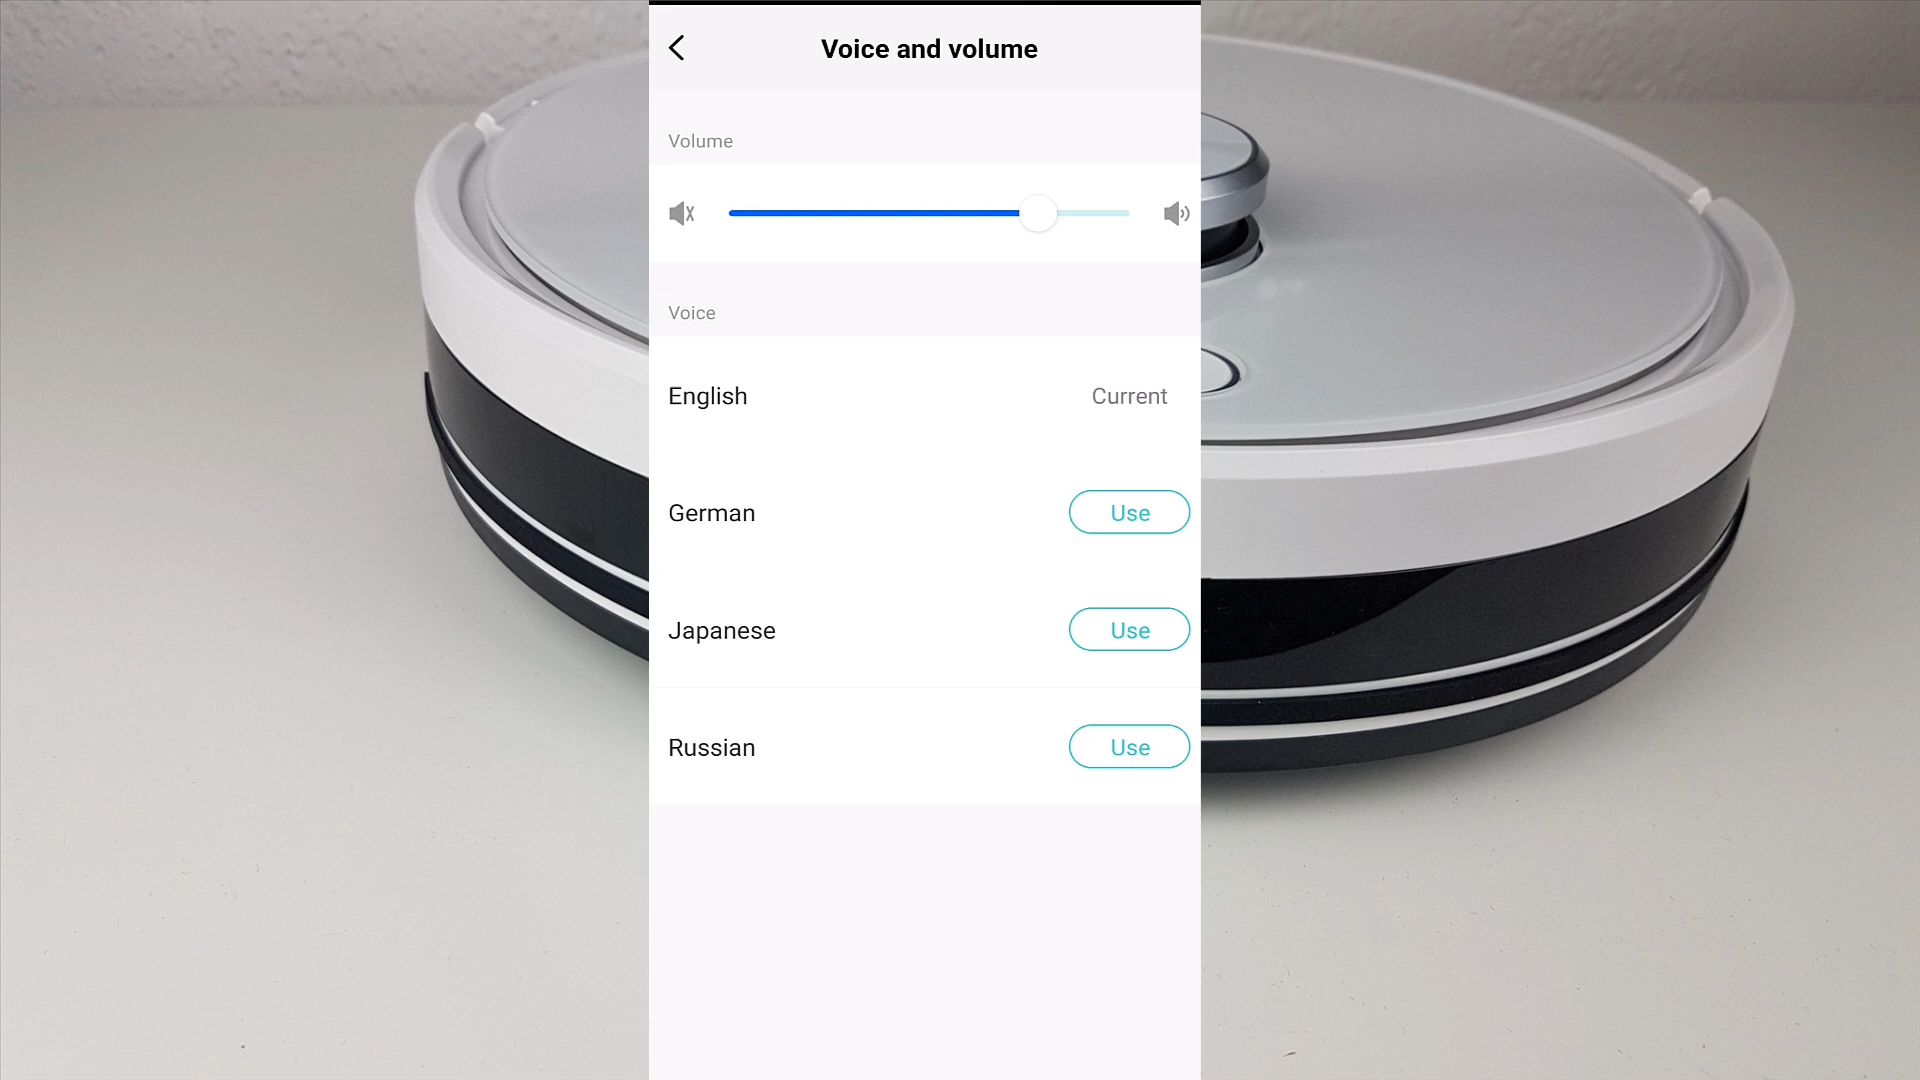 Voice and volume
Volume
Voice
English Current
German Use
Japanese Use
Russian Use